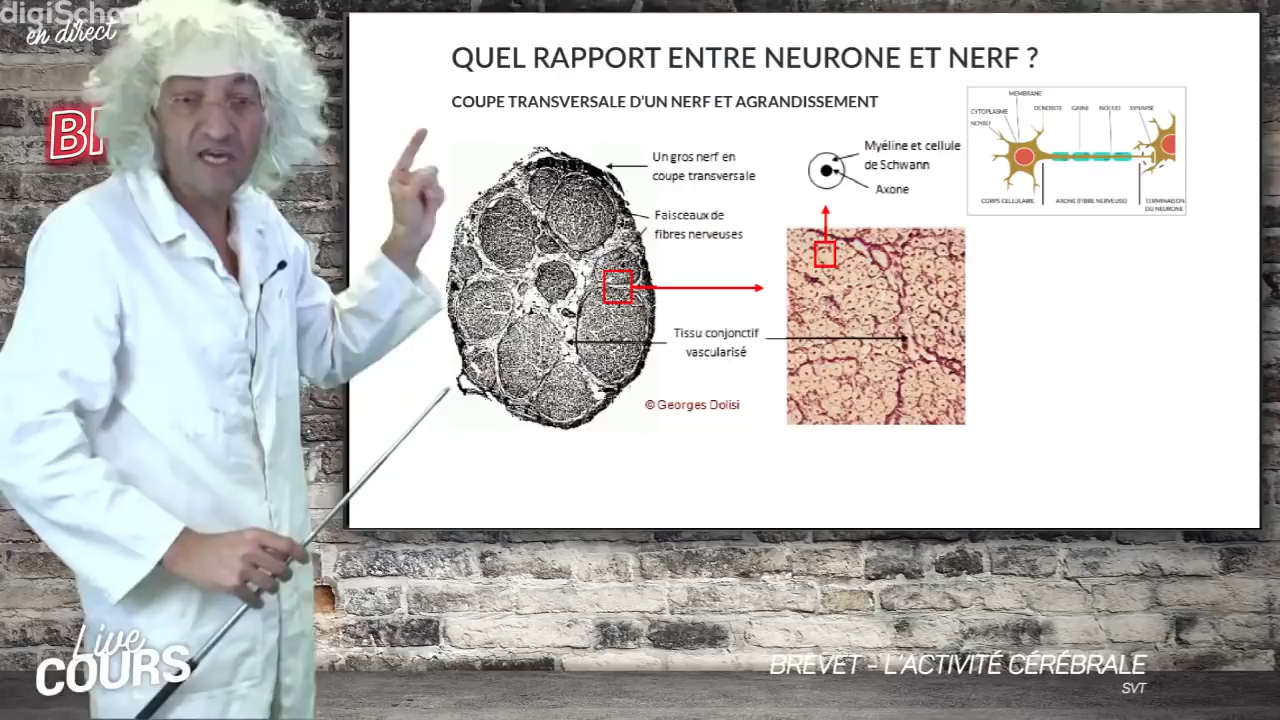 digiSch
en direct
QUEL RAPPORT ENTRE NEURONE ET NERF ?
COUPE TRANSVERSALE D'UN NERF ET AGRANDISSEMENT
Un gros nerf en
coupe transversale
Faisceaux de
fibres nerveuses
Tissu conjonctif
vascularisé
© Georges Dolisi
Myéline et cellule
de Schwann
Axone
MEMBRANE
CYTOPLASME
DENDRITE
GAINE
NOEUD
SYNAPSE
NOYAU
CORPS CELLULAIRE
AXONE (FIBRE NERVEUSE)
TERMINAISON
DU NEURONE
Live
COURS
BREVET - L'ACTIVITÉ CÉRÉBRALE
SVT